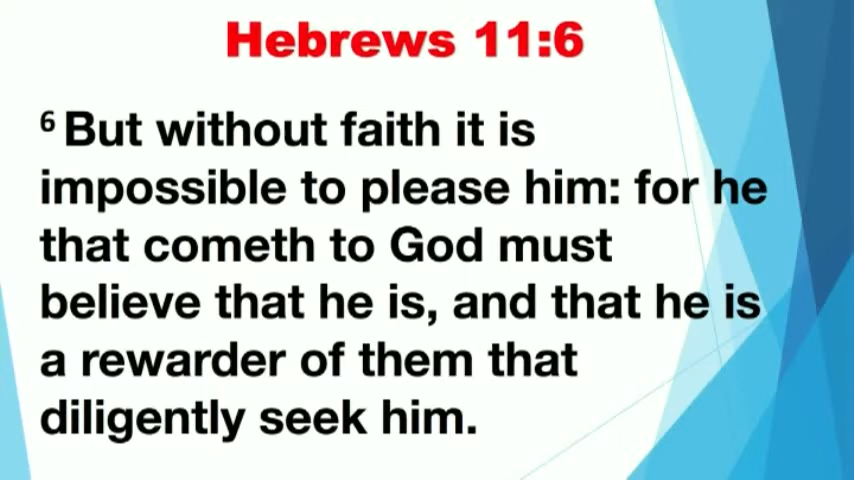 Hebrews 11:6
6 But without faith it is
impossible to please him: for he
that cometh to God must
believe that he is, and that he is
a rewarder of them that
diligently seek him.